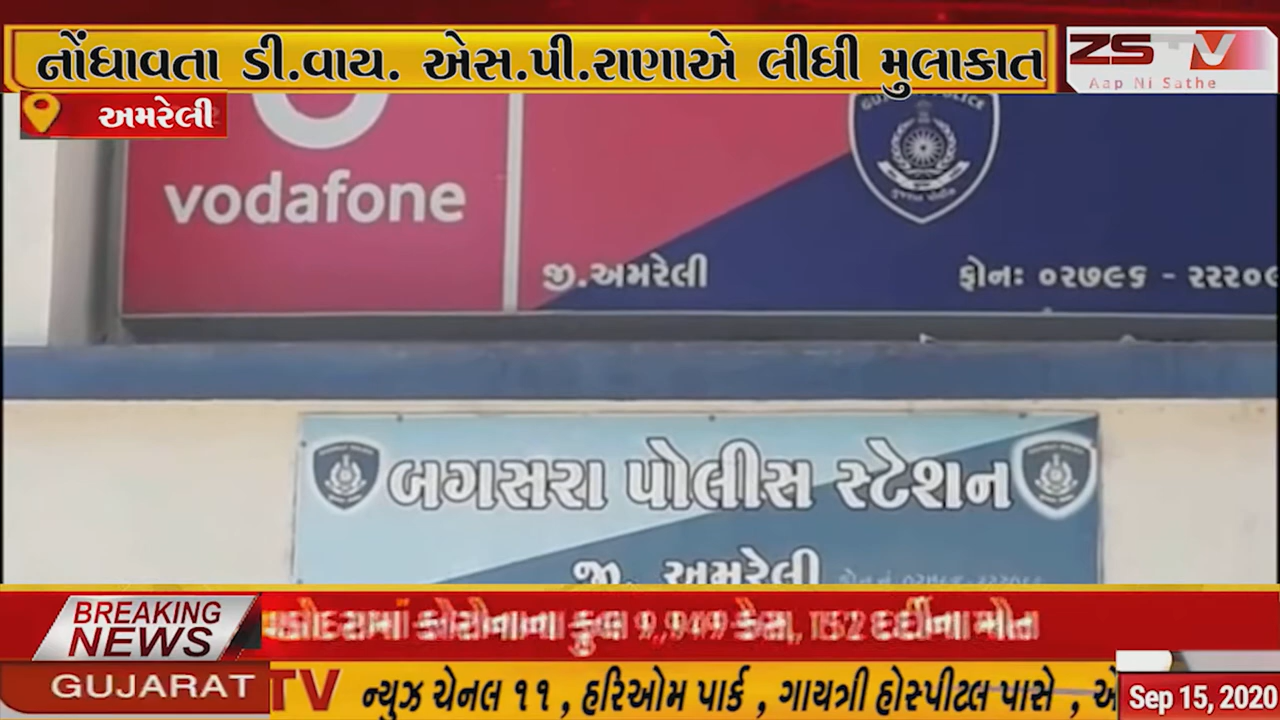 નોંધાવતા ડી.વાય. એસ.પી.રાણાએ લીધી મુલાકાત
ZSTV
Aap Ni Sathe
અમરેલી
vodafone
જી.અમરેલી
ફોનઃ ૦૨૭૯૬ - ૨૨૨૦
બગસરા પોલીસ સ્ટેશન
જી. અમરેલી
BREAKING NEWS
કોરોનાના કુલ
કેસ,
મોત
GUJARAT TV
ન્યુઝ ચેનલ ૧૧ , હરિઓમ પાર્ક , ગાયત્રી હોસ્પીટલ પાસે , એ
Sep 15, 2020